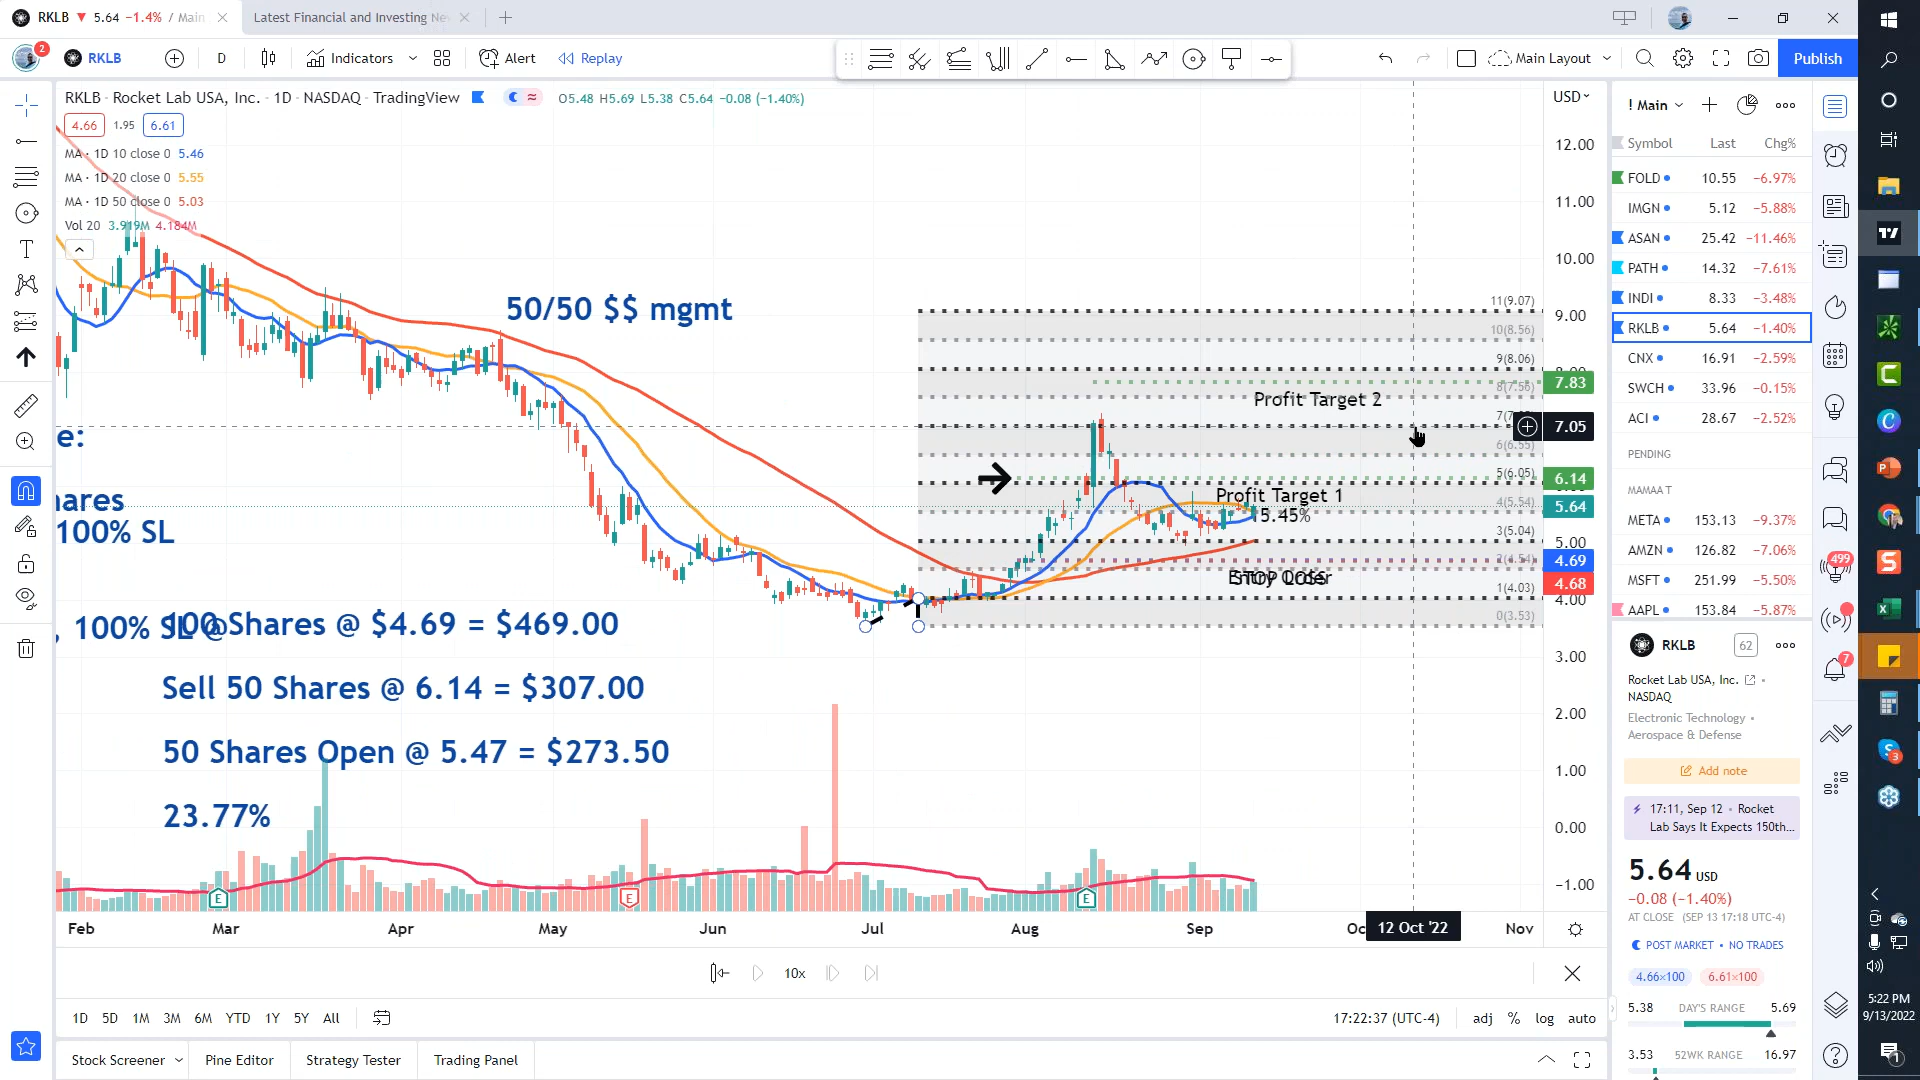 RKLB ▼ 5.64 −1.4% / Main
Latest Financial and Investing Ne
2
RKLB
D
Indicators
Alert
Replay
Main Layout
Publish
RKLB · Rocket Lab USA, Inc. · 1D · NASDAQ · TradingView
O5.48 H5.69 L5.38 C5.64 −0.08 (−1.40%)
4.66 1.95 6.61
MA · 1D 10 close 0 5.46
MA · 1D 20 close 0 5.55
MA · 1D 50 close 0 5.03
Vol 20 3.919M 4.184M
50/50 $$ mgmt
e:
hares
100% SL
, 100% SL @
100 Shares @ $4.69 = $469.00
Sell 50 Shares @ 6.14 = $307.00
50 Shares Open @ 5.47 = $273.50
23.77%
11(9.07)
10(8.56)
9(8.06)
8(7.56)
Profit Target 2
6(6.55)
5(6.05)
Profit Target 1
4(5.54)
15.45%
3(5.04)
2(4.54)
Entry Order
STOP LOSS
1(4.03)
0(3.53)
USD
12.00
11.00
10.00
9.00
8.00
7.83
7.05
6.14
5.64
5.00
4.69
4.68
4.00
3.00
2.00
1.00
0.00
−1.00
E
E
E
Feb Mar Apr May Jun Jul Aug Sep Oc 12 Oct '22 Nov
10x
1D 5D 1M 3M 6M YTD 1Y 5Y All
17:22:37 (UTC-4) adj % log auto
Stock Screener Pine Editor Strategy Tester Trading Panel
! Main
Symbol Last Chg%
FOLD 10.55 −6.97%
IMGN 5.12 −5.88%
ASAN 25.42 −11.46%
PATH 14.32 −7.61%
INDI 8.33 −3.48%
RKLB 5.64 −1.40%
CNX 16.91 −2.59%
SWCH 33.96 −0.15%
ACI 28.67 −2.52%
PENDING
MAMAA T
META 153.13 −9.37%
AMZN 126.82 −7.06%
MSFT 251.99 −5.50%
AAPL 153.84 −5.87%
RKLB 62
Rocket Lab USA, Inc.
NASDAQ
Electronic Technology •
Aerospace & Defense
Add note
17:11, Sep 12 • Rocket
Lab Says It Expects 150th...
5.64 USD
−0.08 (−1.40%)
AT CLOSE (SEP 13 17:18 UTC-4)
POST MARKET • NO TRADES
4.66×100 6.61×100
5.38 DAY'S RANGE 5.69
3.53 52WK RANGE 16.97
499
7
3
5:22 PM
9/13/2022
1